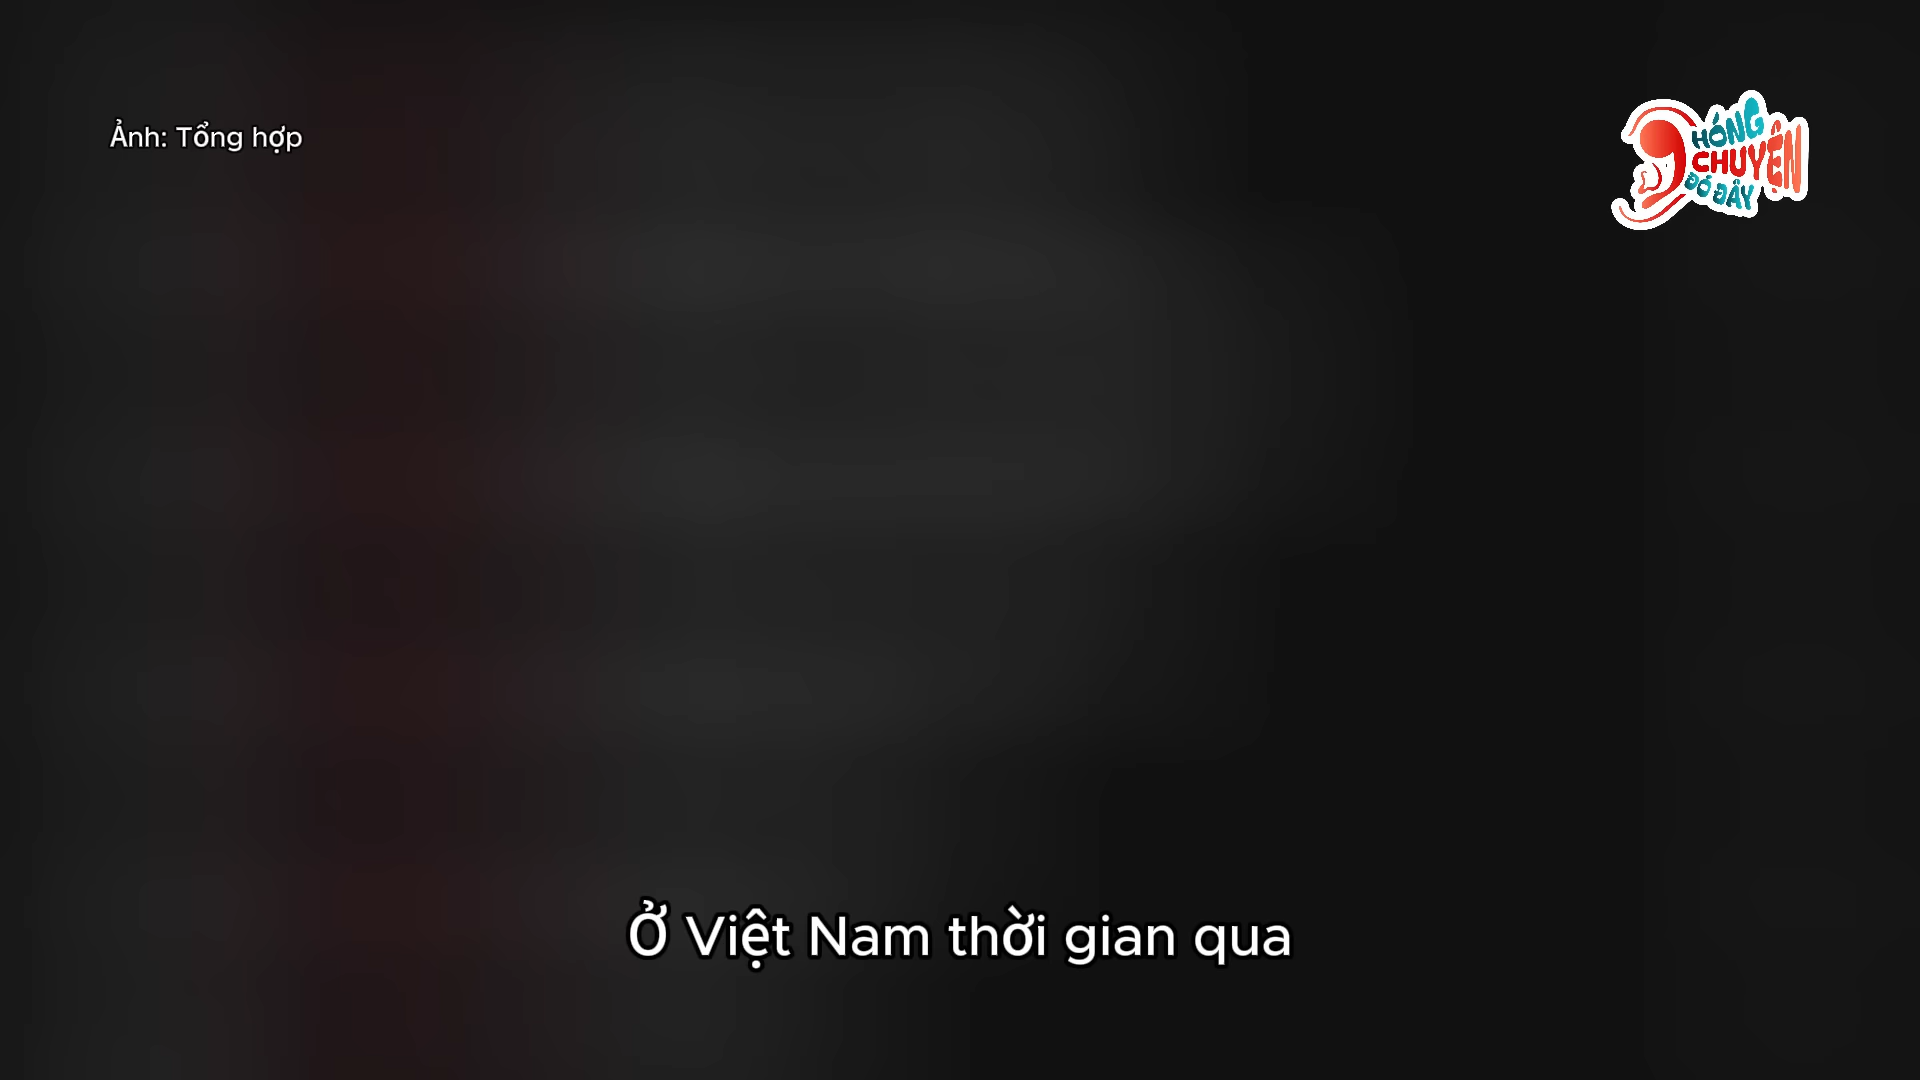 Ảnh: Tổng hợp
HÓNG
CHUYỆN
ĐÓ ĐÂY
Ở Việt Nam thời gian qua